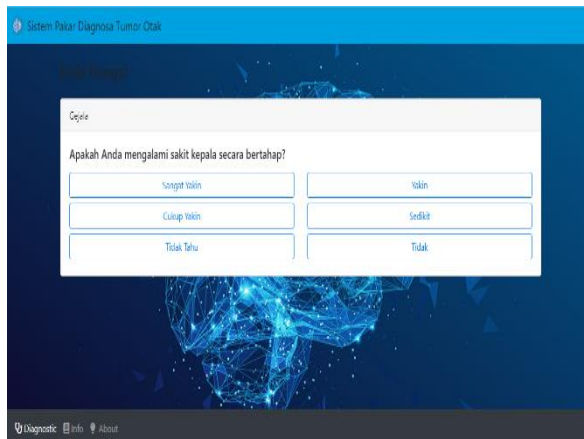 Sistem Pakar Diagnosa Tumor Otak
Gejala
Apakah Anda mengalami sakit kepala secara bertahap?
Sangat Yakin
Yakin
Cukup Yakin
Sedikit
Tidak Tahu
Tidak
Diagnostic Info About